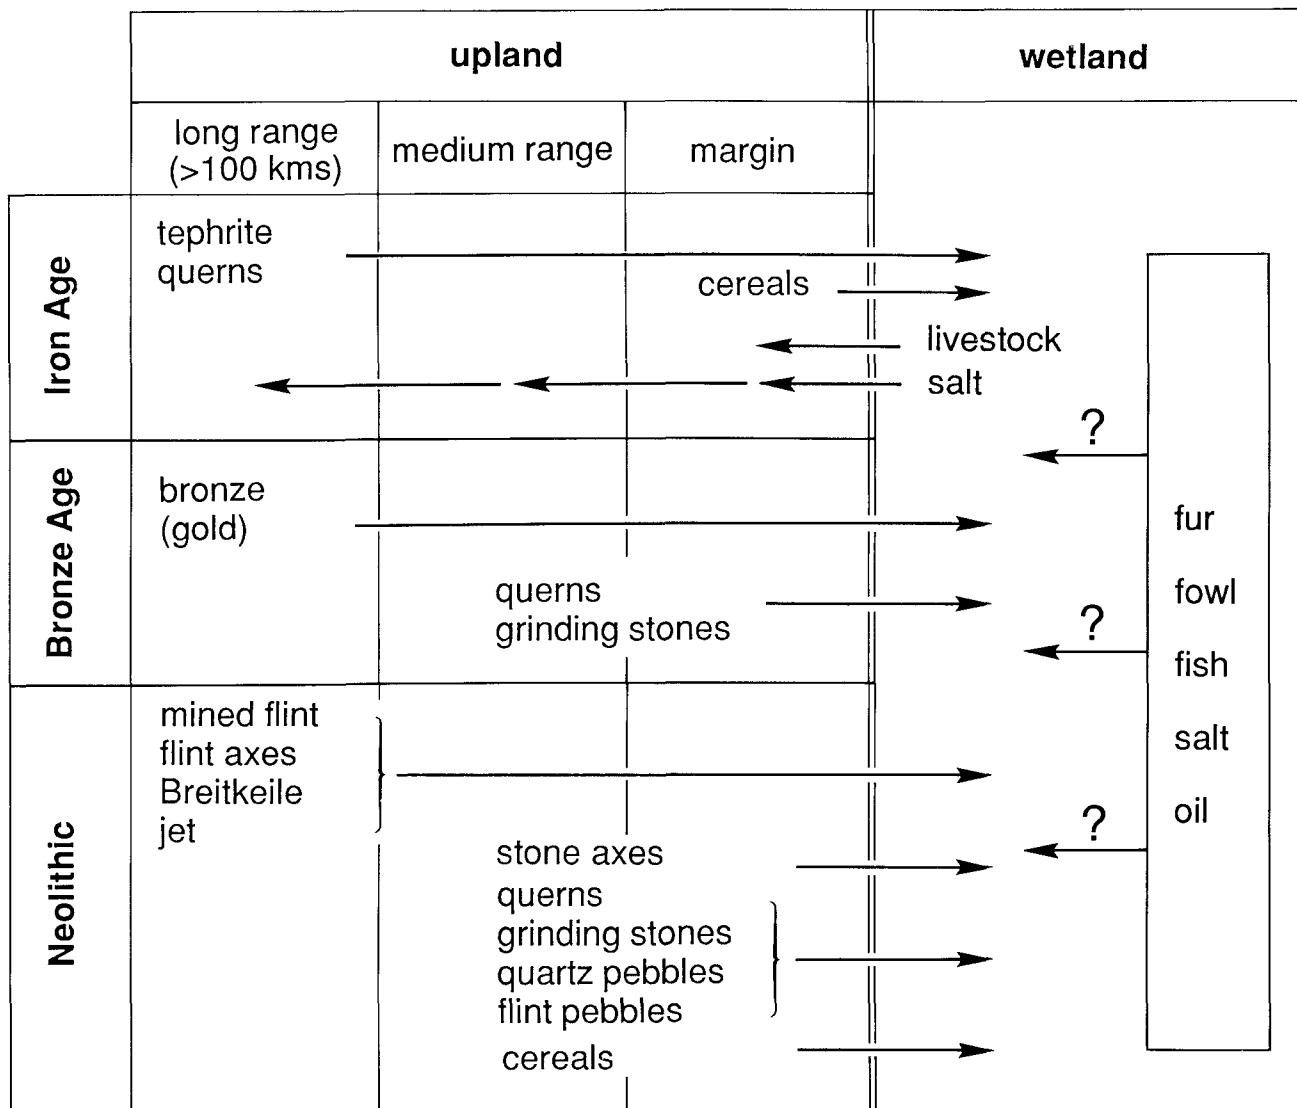 upland
wetland
long range
(>100 kms)
medium range
margin
Iron Age
tephrite
querns
cereals
livestock
salt
?
Bronze Age
bronze
(gold)
querns
grinding stones
?
Neolithic
mined flint
flint axes
Breitkeile
jet
stone axes
querns
grinding stones
quartz pebbles
flint pebbles
cereals
?
fur
fowl
fish
salt
oil